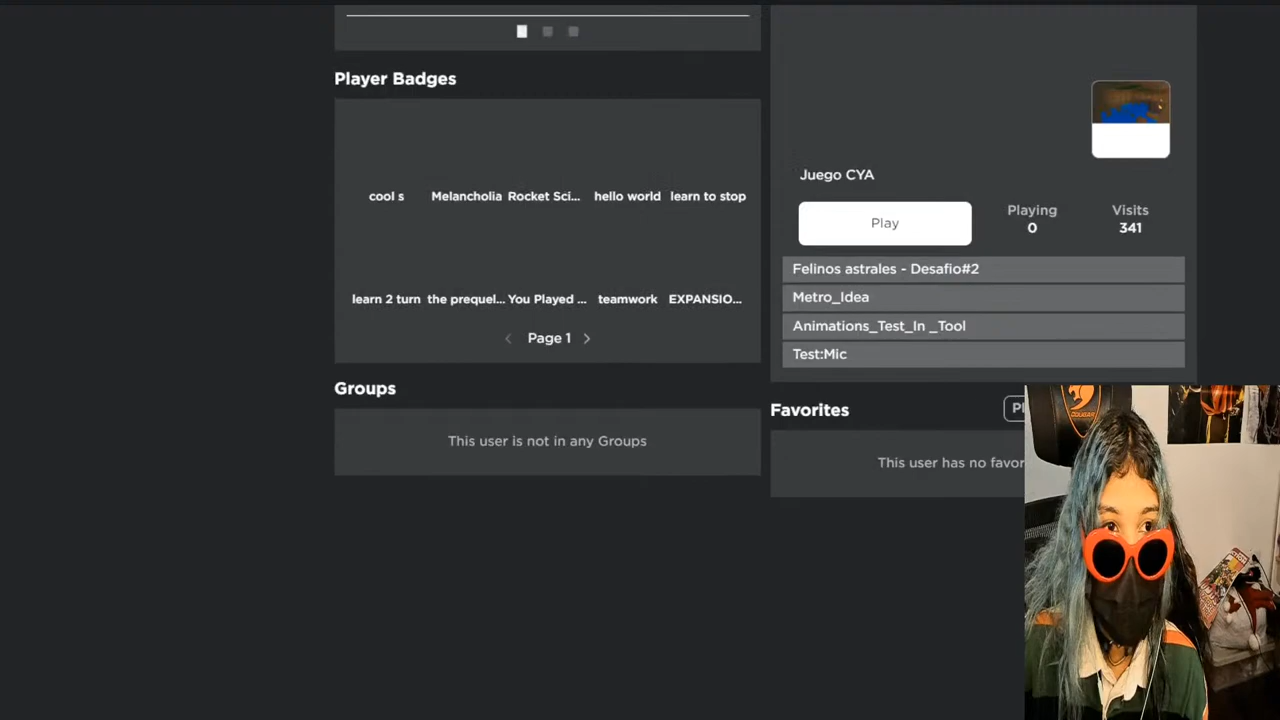 Player Badges
cool s
Melancholia
Rocket Sci...
hello world
learn to stop
learn 2 turn
the prequel...
You Played ...
teamwork
EXPANSIO...
Page 1
Groups
This user is not in any Groups
Juego CYA
Play
Playing
0
Visits
341
Felinos astrales - Desafio#2
Metro_Idea
Animations_Test_In _Tool
Test:Mic
Favorites
Pl
This user has no favor
COUGAR